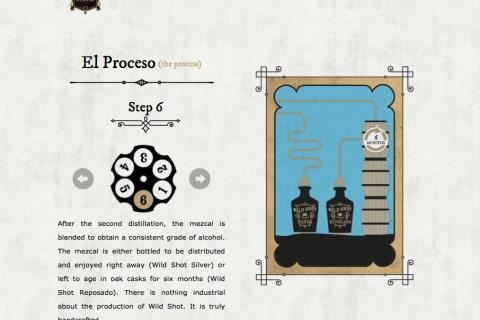 El Proceso (the process)
Step 6
3
4
2
5
1
6
After the second distillation, the mezcal is
blended to obtain a consistent grade of alcohol.
The mezcal is either bottled to be distributed
and enjoyed right away (Wild Shot Silver) or
left to age in oak casks for six months (Wild
Shot Reposado). There is nothing industrial
about the production of Wild Shot. It is truly
handcrafted
6
MONTHS
WILD SHOT
SILVER
WILD SHOT
REPOSADO